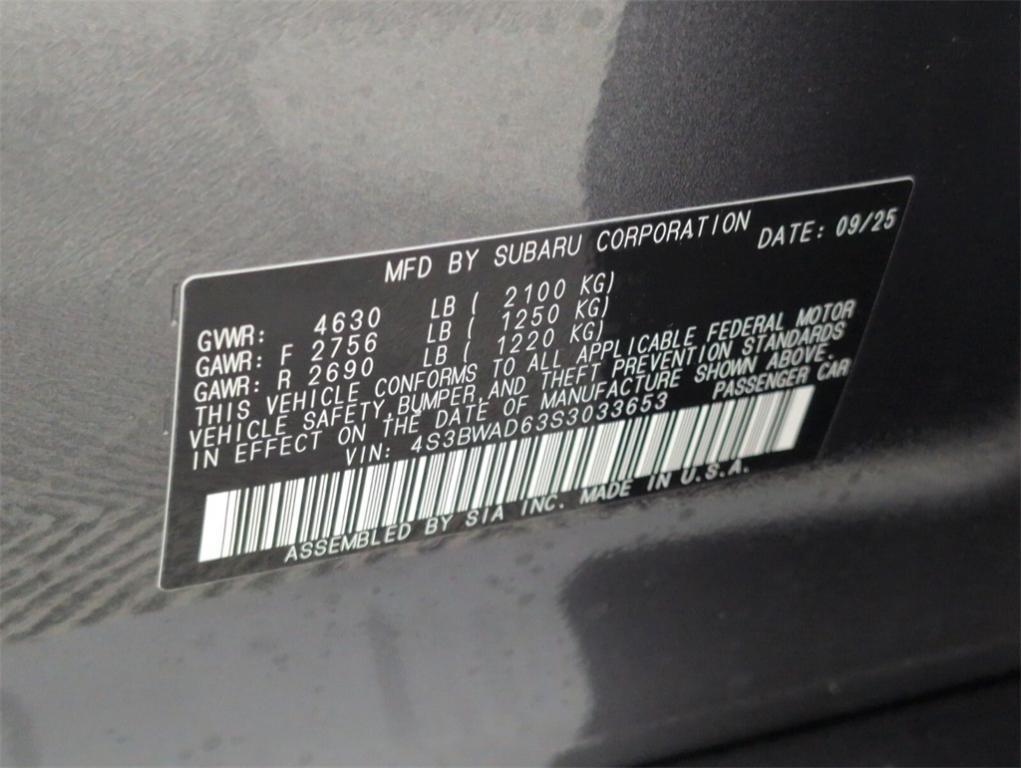 MFD BY SUBARU CORPORATION DATE: 09/25
GVWR: 4630 LB ( 2100 KG)
GAWR: F 2756 LB ( 1250 KG)
GAWR: R 2690 LB ( 1220 KG)
THIS VEHICLE CONFORMS TO ALL APPLICABLE FEDERAL MOTOR
VEHICLE SAFETY,BUMPER,AND THEFT PREVENTION STANDARDS
IN EFFECT ON THE DATE OF MANUFACTURE SHOWN ABOVE.
VIN: 4S3BWAD63S3033653 PASSENGER CAR
ASSEMBLED BY SIA INC. MADE IN U.S.A.